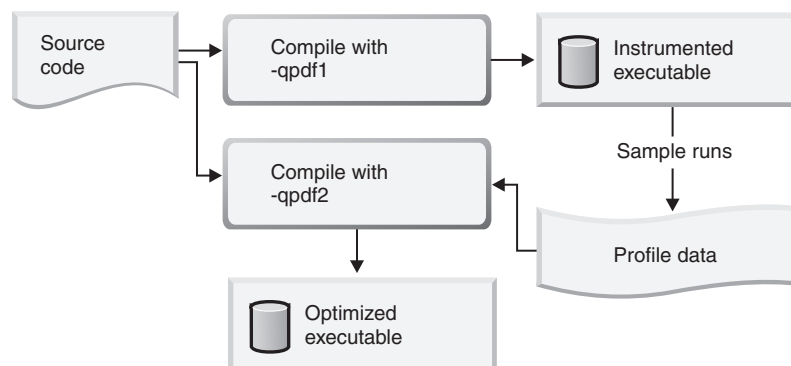 Source
code
Compile with
-qpdf1
Instrumented
executable
Sample runs
Compile with
-qpdf2
Profile data
Optimized
executable